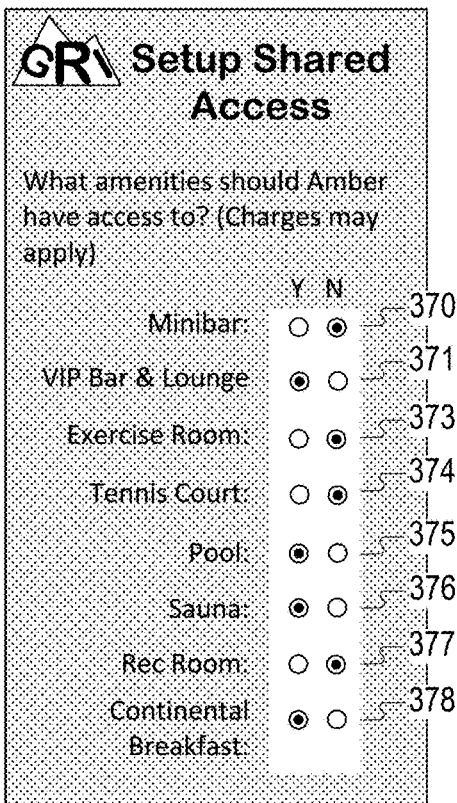 GRI Setup Shared
Access
What amenities should Amber
have access to? (Charges may
apply)
Y N
Minibar: 370
VIP Bar & Lounge 371
Exercise Room: 373
Tennis Court: 374
Pool: 375
Sauna: 376
Rec Room: 377
Continental 378
Breakfast: